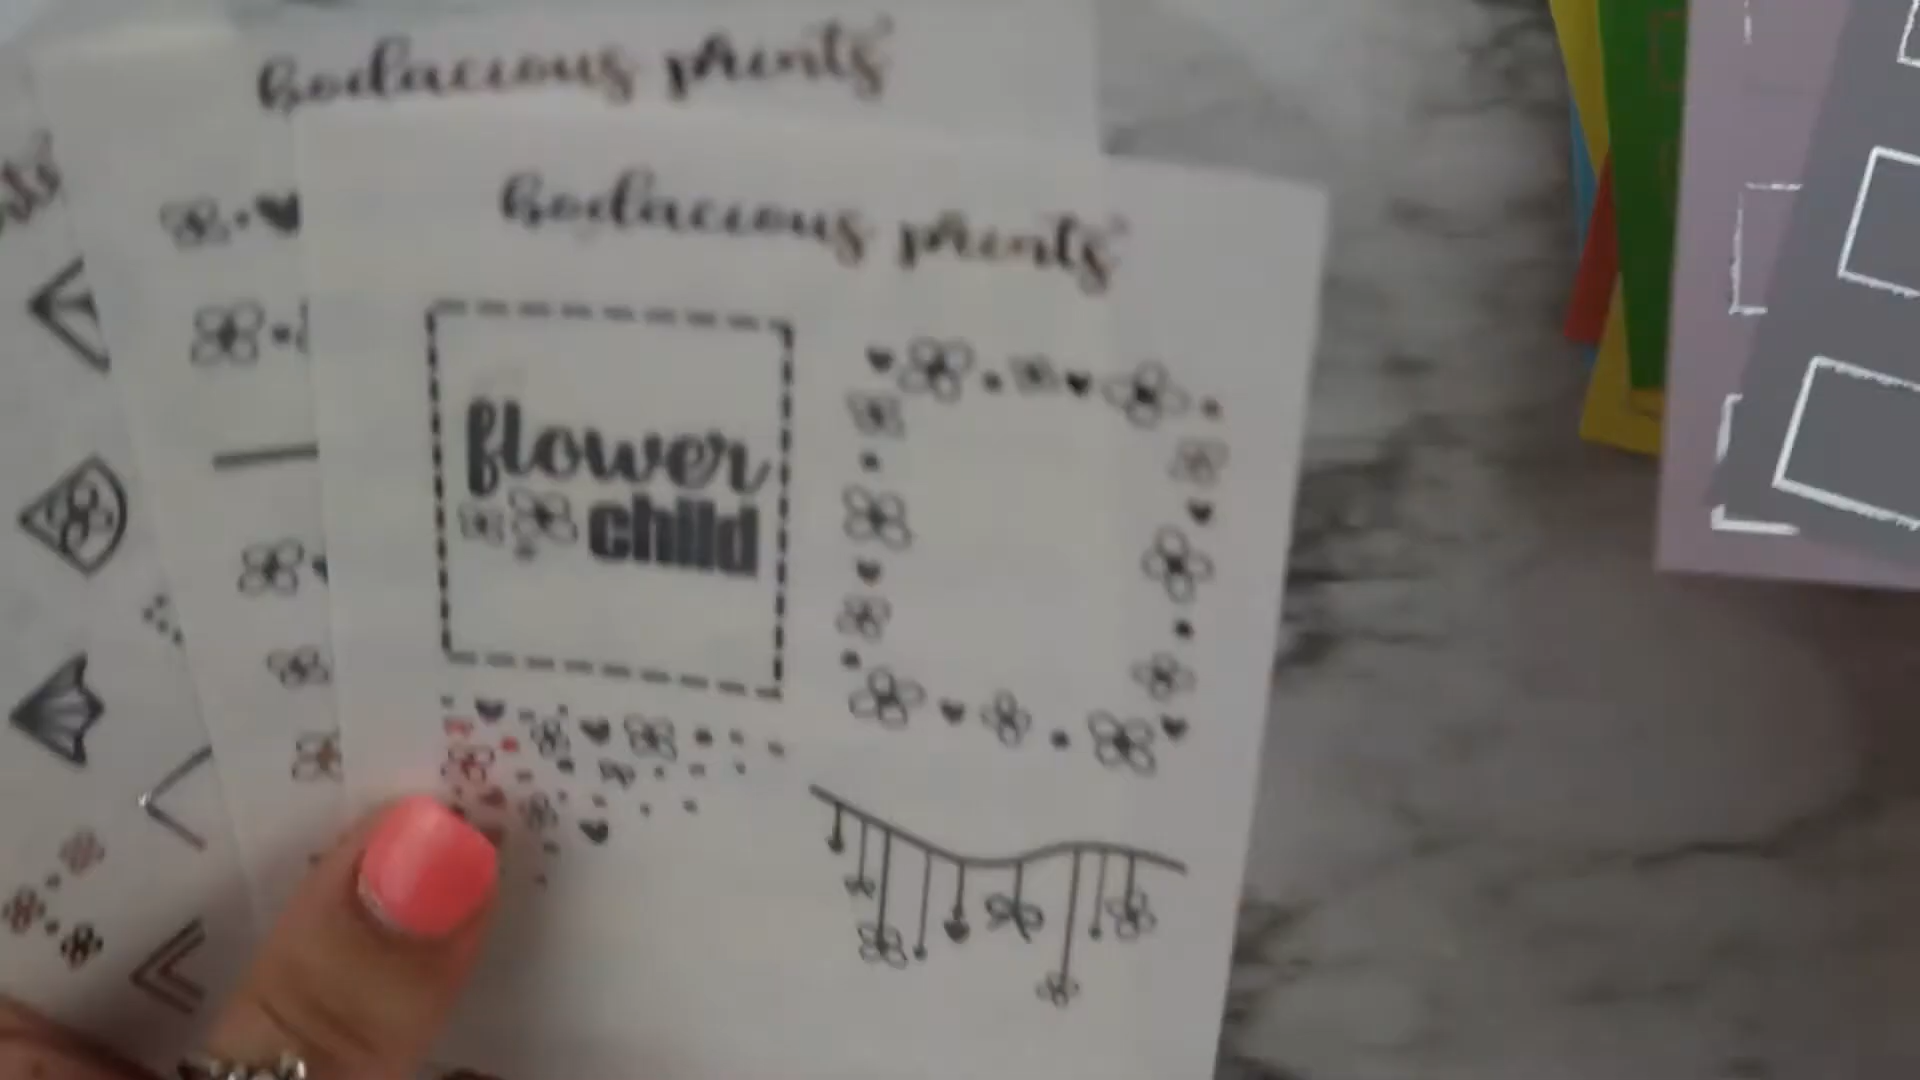 bodacious prints
bodacious prints
flower
child